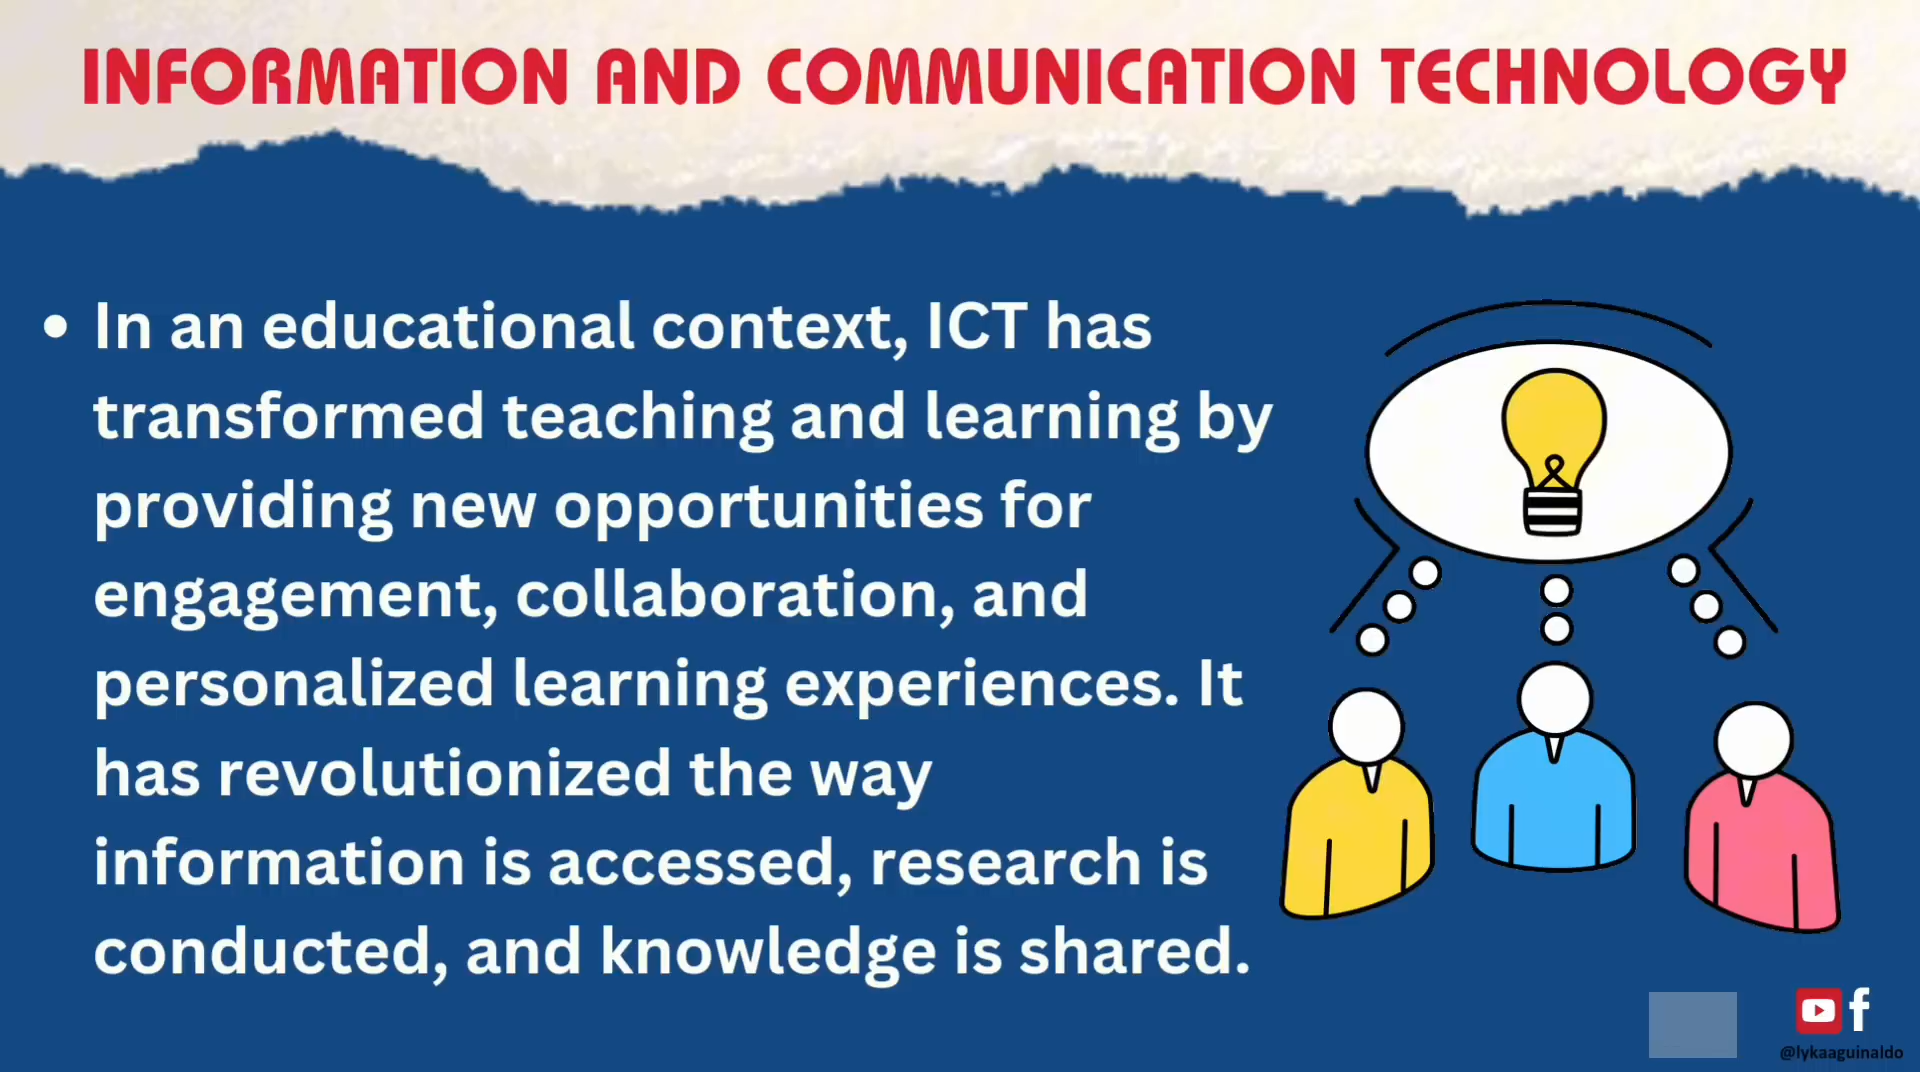 INFORMATION AND COMMUNICATION TECHNOLOGY
• In an educational context, ICT has
transformed teaching and learning by
providing new opportunities for
engagement, collaboration, and
personalized learning experiences. It
has revolutionized the way
information is accessed, research is
conducted, and knowledge is shared.
@lykaaguinaldo